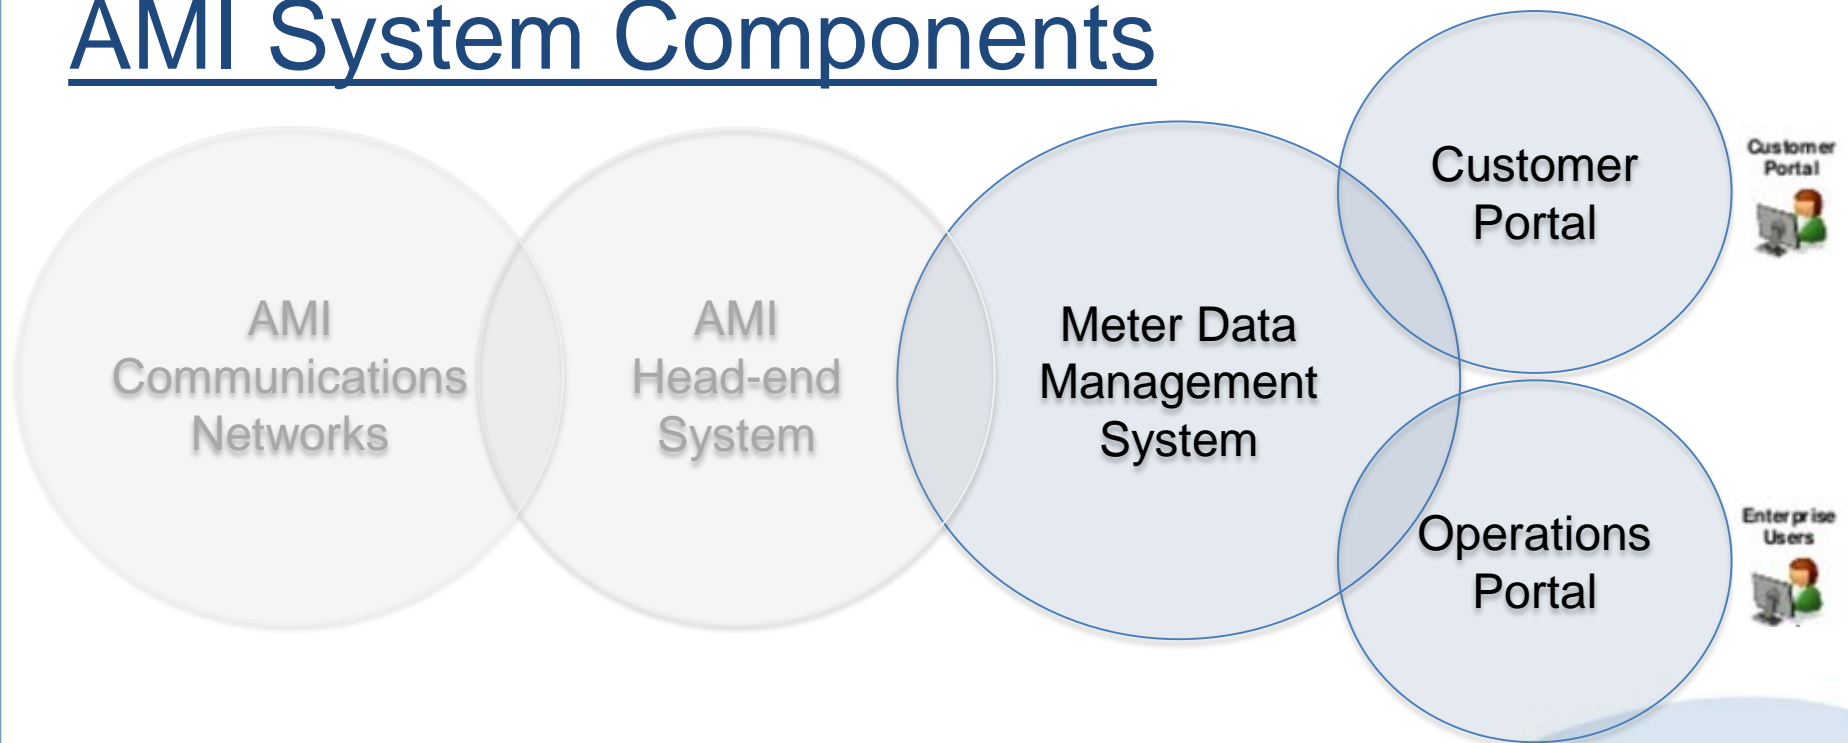 AMI System Components
AMI
Communications
Networks
AMI
Head-end
System
Meter Data
Management
System
Customer
Portal
Customer
Portal
Operations
Portal
Enterprise
Users